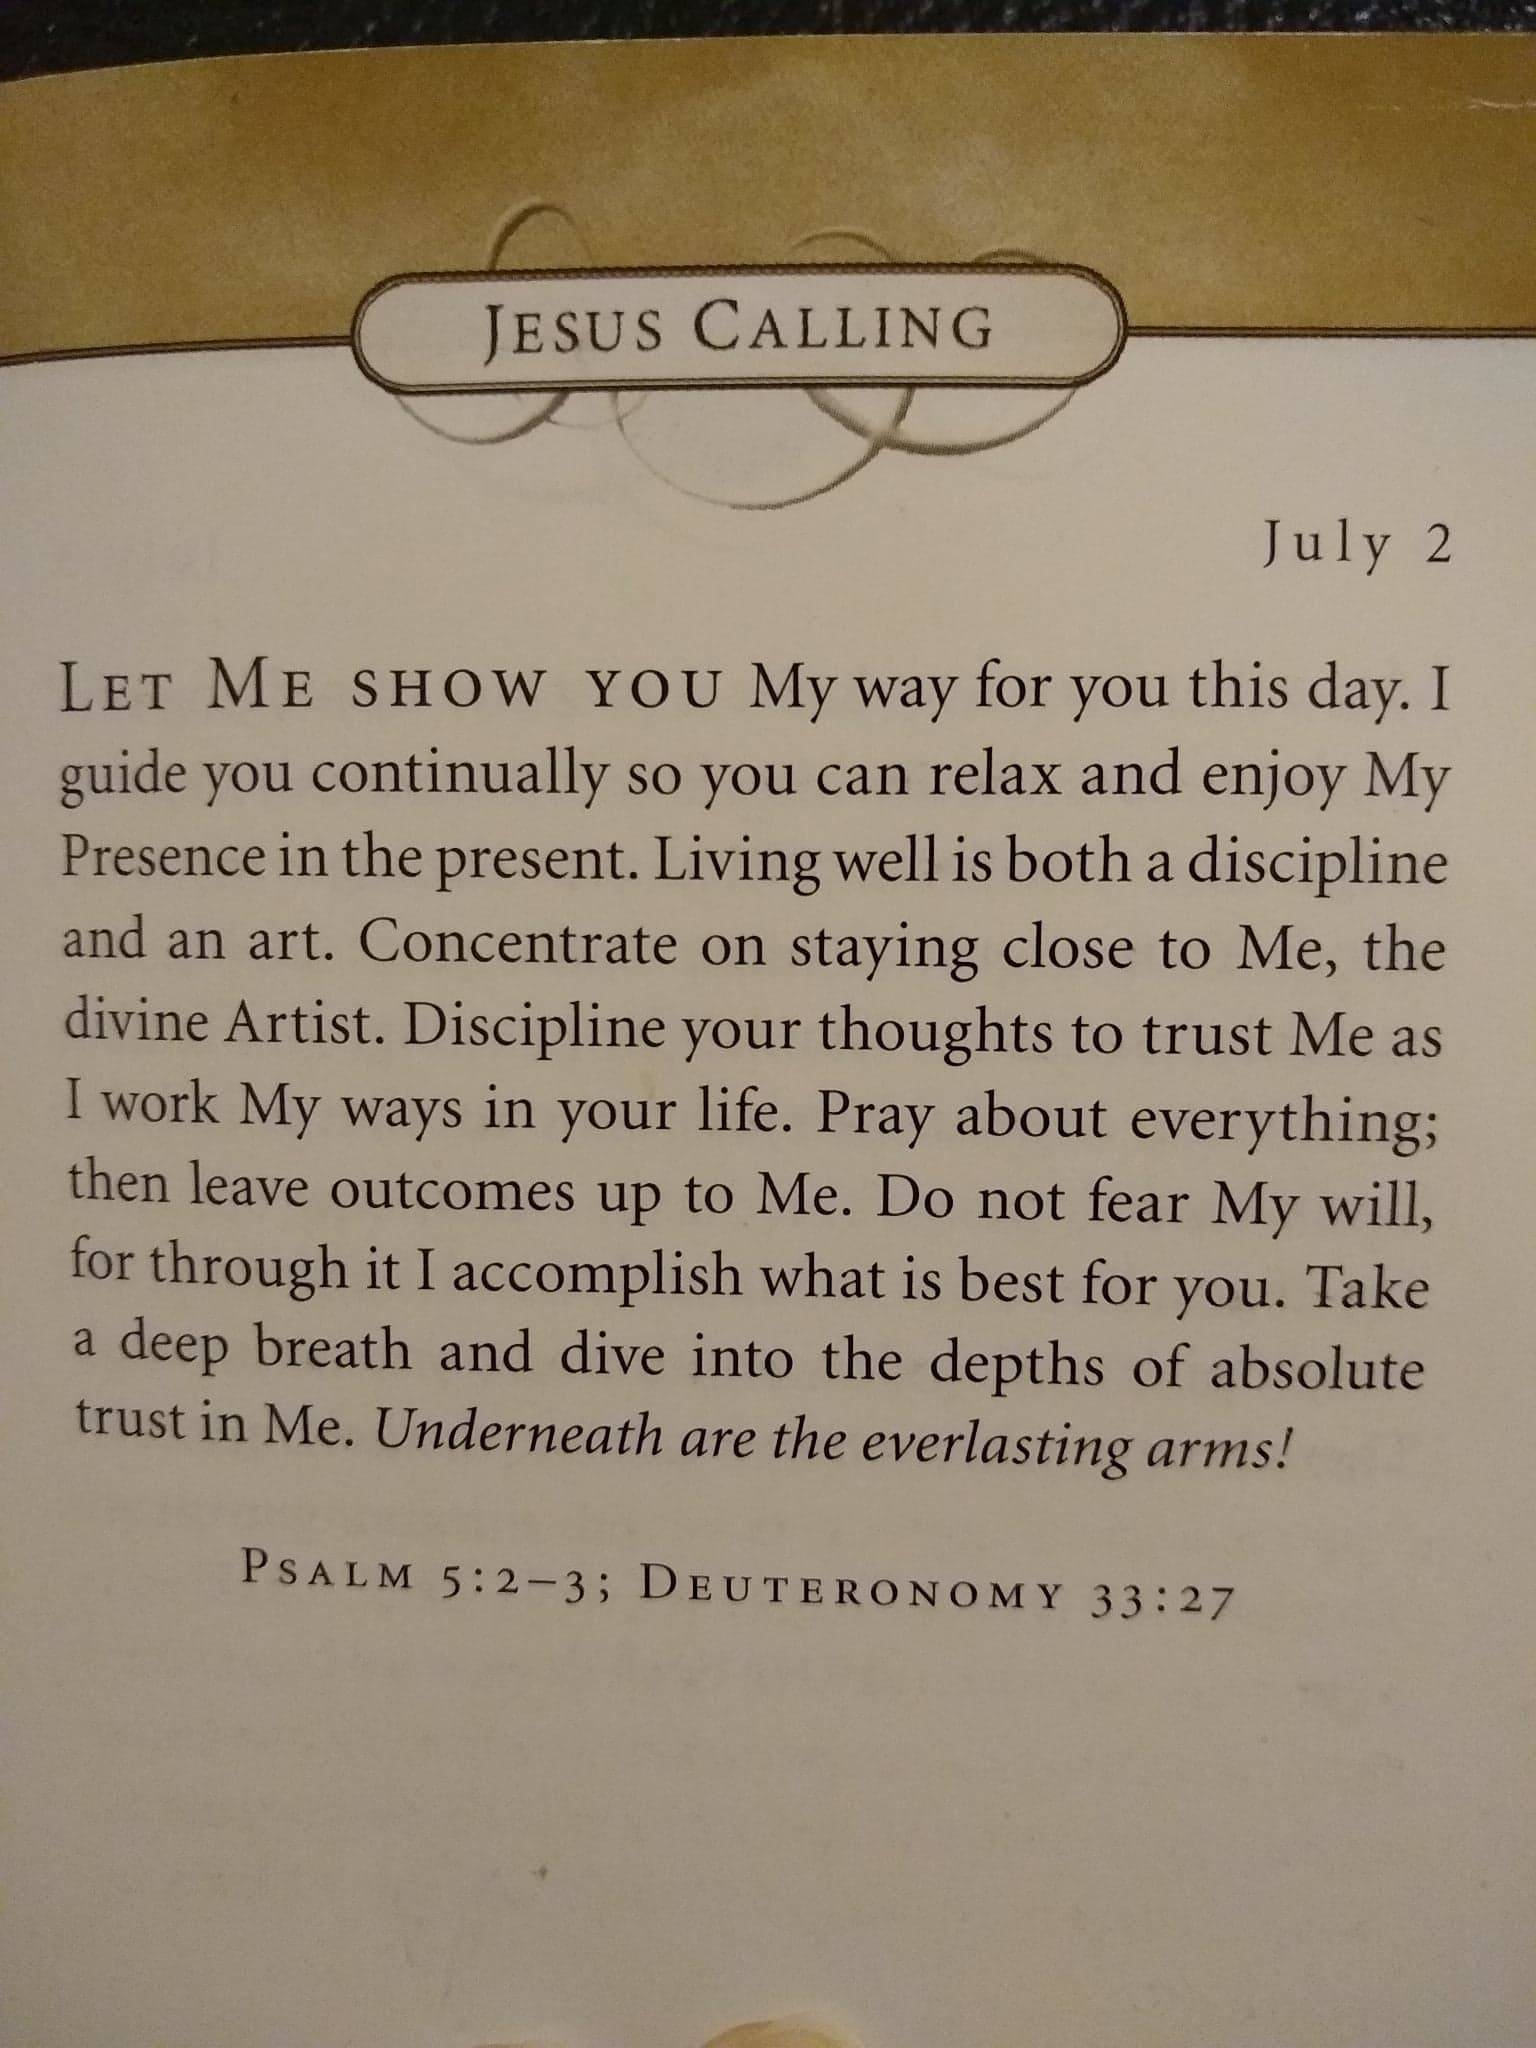 JESUS CALLING
July 2
LET ME SHOW YOU My way for you this day. I
guide you continually so you can relax and enjoy My
Presence in the present. Living well is both a discipline
and an art. Concentrate on staying close to Me, the
divine Artist. Discipline your thoughts to trust Me as
I work My ways in your life. Pray about everything;
then leave outcomes up to Me. Do not fear My will,
for through it I accomplish what is best for you. Take
a deep breath and dive into the depths of absolute
trust in Me. Underneath are the everlasting arms!
PSALM 5:2–3; DEUTERONOMY 33:27